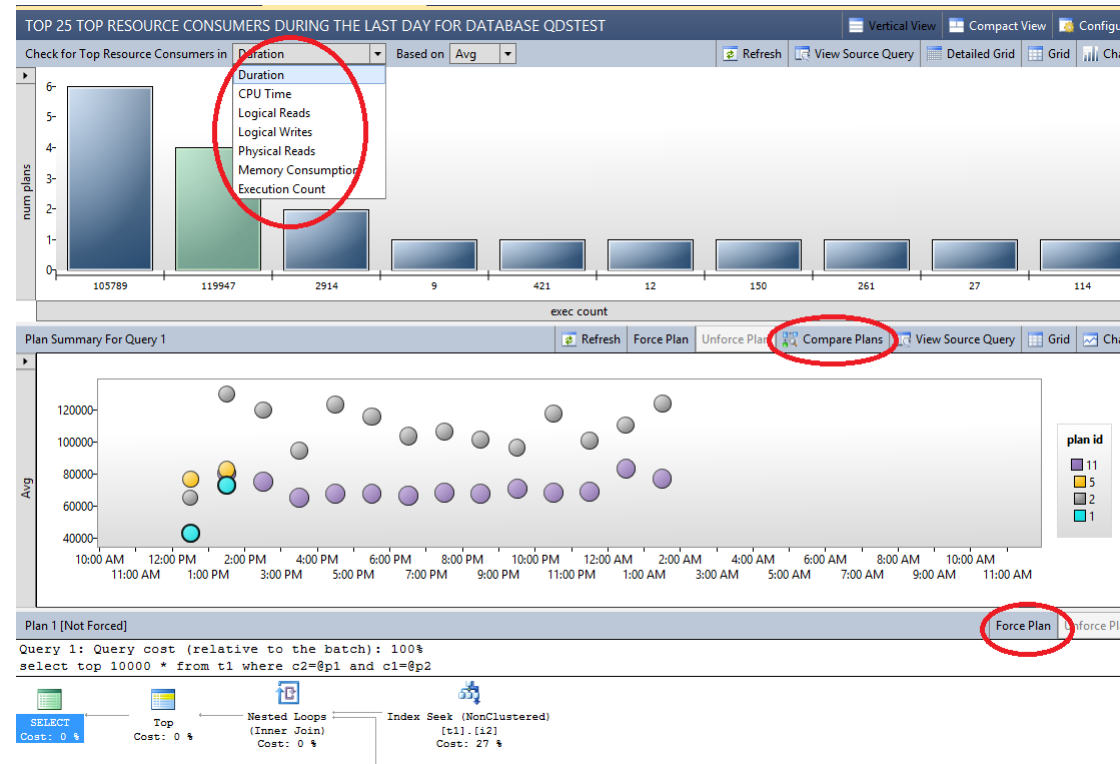 TOP 25 TOP RESOURCE CONSUMERS DURING THE LAST DAY FOR DATABASE QDSTEST
Vertical View
Compact View
Configu
Check for Top Resource Consumers in
Duration
Based on
Avg
Refresh
View Source Query
Detailed Grid
Grid
Cha
Duration
CPU Time
Logical Reads
Logical Writes
Physical Reads
Memory Consumption
Execution Count
num plans
6
5
4
3
2
1
0
105789 119947 2914 9 421 12 150 261 27 114
exec count
Plan Summary For Query 1
Refresh
Force Plan
Unforce Plan
Compare Plans
View Source Query
Grid
Cha
Avg
120000
100000
80000
60000
40000
10:00 AM 12:00 PM 2:00 PM 4:00 PM 6:00 PM 8:00 PM 10:00 PM 12:00 AM 2:00 AM 4:00 AM 6:00 AM 8:00 AM 10:00 AM
11:00 AM 1:00 PM 3:00 PM 5:00 PM 7:00 PM 9:00 PM 11:00 PM 1:00 AM 3:00 AM 5:00 AM 7:00 AM 9:00 AM 11:00 AM
plan id
11
5
2
1
Plan 1 [Not Forced]
Force Plan
Unforce Pl
Query 1: Query cost (relative to the batch): 100%
select top 10000 * from t1 where c2=@p1 and c1=@p2
SELECT
Cost: 0 %
Top
Cost: 0 %
Nested Loops
(Inner Join)
Cost: 0 %
Index Seek (NonClustered)
[t1].[i2]
Cost: 27 %